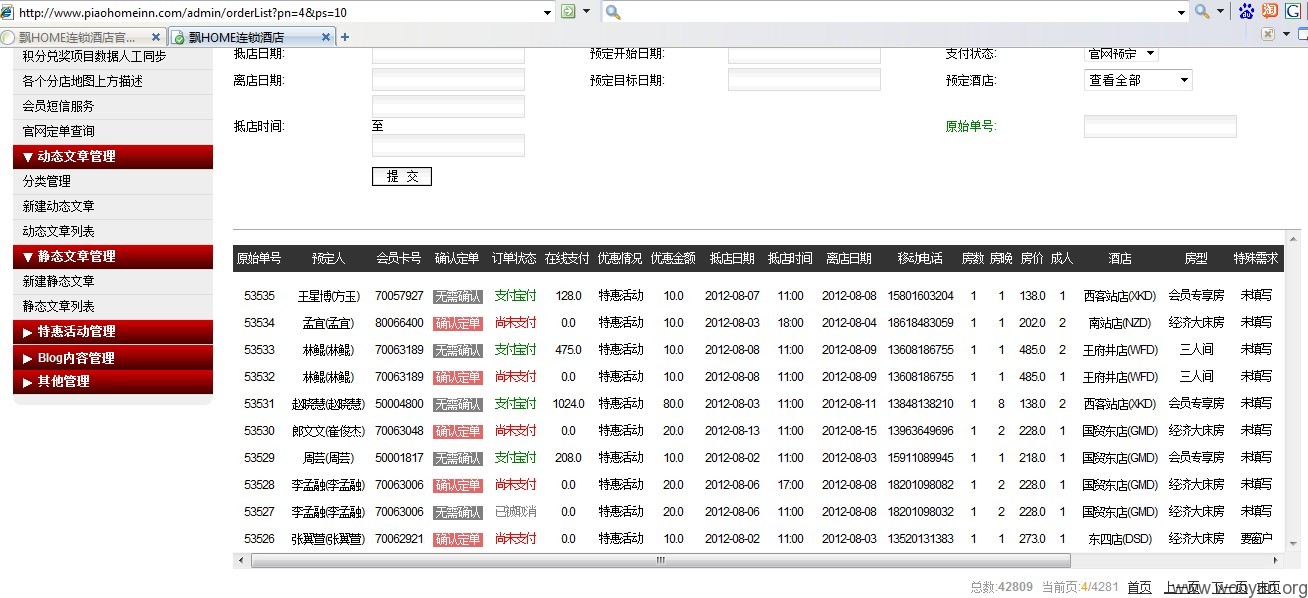 http://www.piaohomeinn.com/admin/orderList?pn=4&ps=10
飘HOME连锁酒店官... 飘HOME连锁酒店
积分兑奖项目数据人工同步
各个分店地图上方描述
会员短信服务
官网定单查询
▼ 动态文章管理
分类管理
新建动态文章
动态文章列表
▼ 静态文章管理
新建静态文章
静态文章列表
▶ 特惠活动管理
▶ Blog内容管理
▶ 其他管理
抵店日期: 预定开始日期: 支付状态: 官网预定
离店日期: 预定目标日期: 预定酒店: 查看全部
抵店时间: 至 原始单号:
提 交
原始单号 预定人 会员卡号 确认定单 订单状态 在线支付 优惠情况 优惠金额 抵店日期 抵店时间 离店日期 移动电话 房数 房晚 房价 成人 酒店 房型 特殊需求
53535 王星博(方玉) 70057927 无需确认 支付宝付 128.0 特惠活动 10.0 2012-08-07 11:00 2012-08-08 15801603204 1 1 138.0 1 西客站店(XKD) 会员专享房 未填写
53534 孟宜(孟宜) 80066400 确认定单 尚未支付 0.0 特惠活动 10.0 2012-08-03 18:00 2012-08-04 18618483059 1 1 202.0 2 南站店(NZD) 经济大床房 未填写
53533 林鲲(林鲲) 70063189 无需确认 支付宝付 475.0 特惠活动 10.0 2012-08-08 11:00 2012-08-09 13608186755 1 1 485.0 2 王府井店(WFD) 三人间 未填写
53532 林鲲(林鲲) 70063189 确认定单 尚未支付 0.0 特惠活动 10.0 2012-08-08 11:00 2012-08-09 13608186755 1 1 485.0 1 王府井店(WFD) 三人间 未填写
53531 赵晓慧(赵晓慧) 50004800 无需确认 支付宝付 1024.0 特惠活动 80.0 2012-08-03 11:00 2012-08-11 13848138210 1 8 138.0 2 西客站店(XKD) 会员专享房 未填写
53530 郎文文(崔俊杰) 70063048 确认定单 尚未支付 0.0 特惠活动 20.0 2012-08-13 11:00 2012-08-15 13963649696 1 2 228.0 1 国贸东店(GMD) 经济大床房 未填写
53529 周芸(周芸) 50001817 无需确认 支付宝付 208.0 特惠活动 10.0 2012-08-02 11:00 2012-08-03 15911089945 1 1 218.0 1 国贸东店(GMD) 会员专享房 未填写
53528 李孟融(李孟融) 70063006 确认定单 尚未支付 0.0 特惠活动 20.0 2012-08-06 17:00 2012-08-08 18201098082 1 2 228.0 1 国贸东店(GMD) 经济大床房 未填写
53527 李孟融(李孟融) 70063006 无需确认 已被取消 0.0 特惠活动 20.0 2012-08-06 11:00 2012-08-08 18201098032 1 2 228.0 1 国贸东店(GMD) 经济大床房 未填写
53526 张翼萱(张翼萱) 70062921 确认定单 尚未支付 0.0 特惠活动 10.0 2012-08-02 11:00 2012-08-03 13520131383 1 1 273.0 1 东四店(DSD) 经济大床房 要窗户
总数:42809 当前页:4/4281 首页 上一页 下一页 末页
www.wooyun.org